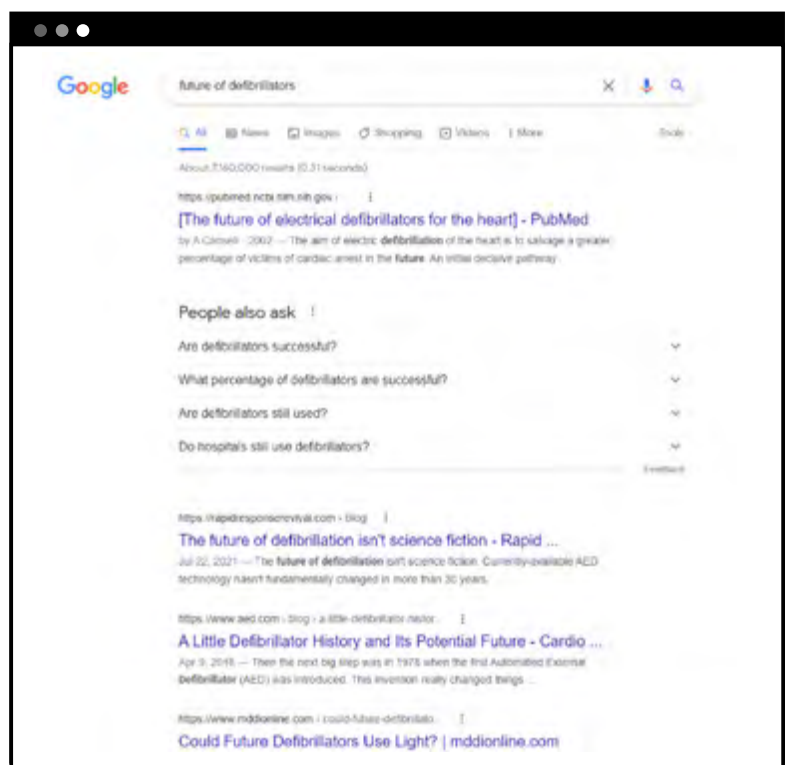 Google
future of defibrillators
All News Images Shopping Videos More Tools
About 7,160,000 results (0.31 seconds)
https://pubmed.ncbi.nlm.nih.gov ›
[The future of electrical defibrillators for the heart] - PubMed
by A · 2002 — The aim of electric defibrillation of the heart is to salvage a greater
percentage of victims of cardiac arrest in the future. An initial decisive pathway
People also ask
Are defibrillators successful?
What percentage of defibrillators are successful?
Are defibrillators still used?
Do hospitals still use defibrillators?
Feedback
https://rapidresponserevival.com › blog
The future of defibrillation isn't science fiction - Rapid ...
Jul 22, 2021 — The future of defibrillation isn't science fiction. Currently-available AED
technology hasn't fundamentally changed in more than 30 years.
https://www.aed.com › blog › a-little-defibrillator-histor...
A Little Defibrillator History and Its Potential Future - Cardio ...
Apr 9, — Then the next big step was in 1978 when the first Automated External
Defibrillator (AED) was introduced. This invention really changed things ...
https://www.mddionline.com › could-future-defibrillato...
Could Future Defibrillators Use Light? | mddionline.com